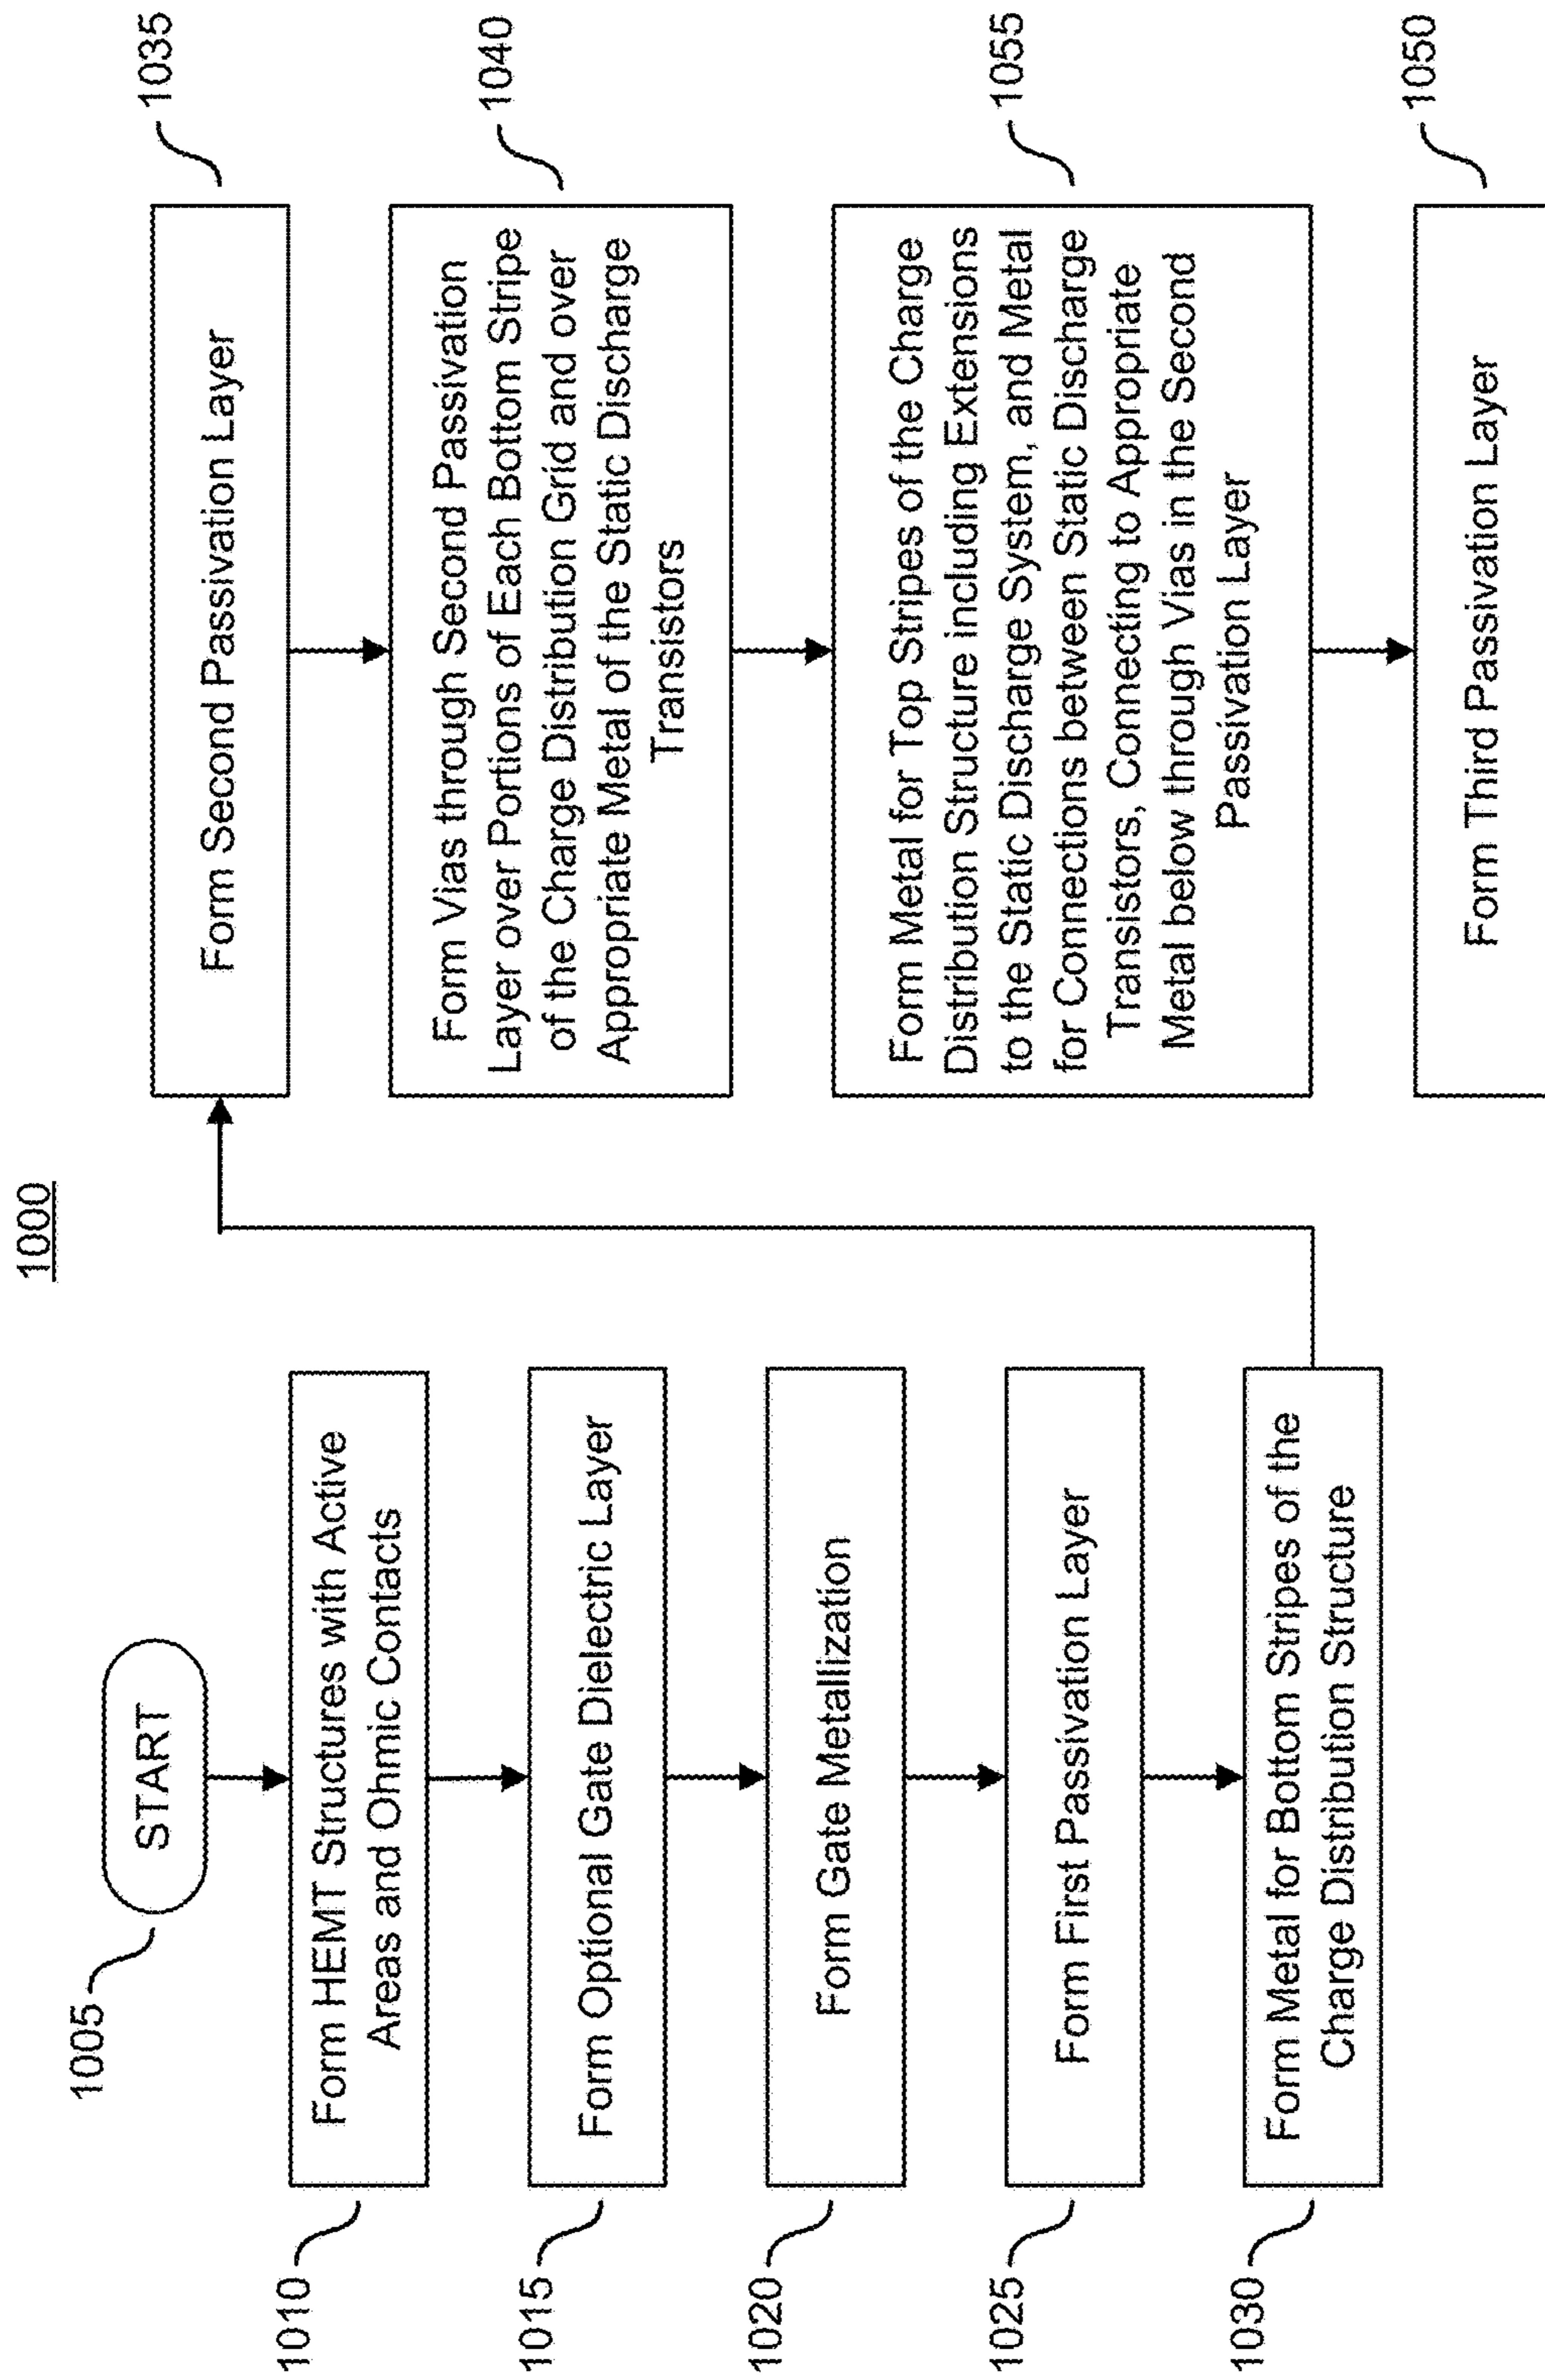 1000
START
1005
Form HEMT Structures with Active
Areas and Ohmic Contacts
1010
Form Optional Gate Dielectric Layer
1015
Form Gate Metallization
1020
Form First Passivation Layer
1025
Form Metal for Bottom Stripes of the
Charge Distribution Structure
1030
Form Second Passivation Layer
1035
Form Vias through Second Passivation
Layer over Portions of Each Bottom Stripe
of the Charge Distribution Grid and over
Appropriate Metal of the Static Discharge
Transistors
1040
Form Metal for Top Stripes of the Charge
Distribution Structure including Extensions
to the Static Discharge System, and Metal
for Connections between Static Discharge
Transistors, Connecting to Appropriate
Metal below through Vias in the Second
Passivation Layer
1055
Form Third Passivation Layer
1050